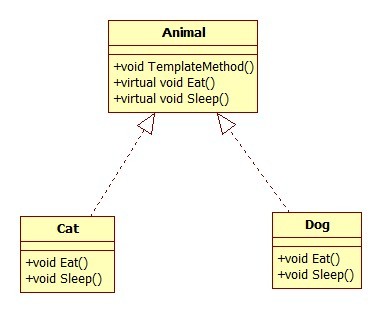 Animal
+void TemplateMethod()
+virtual void Eat()
+virtual void Sleep()
Cat
+void Eat()
+void Sleep()
Dog
+void Eat()
+void Sleep()